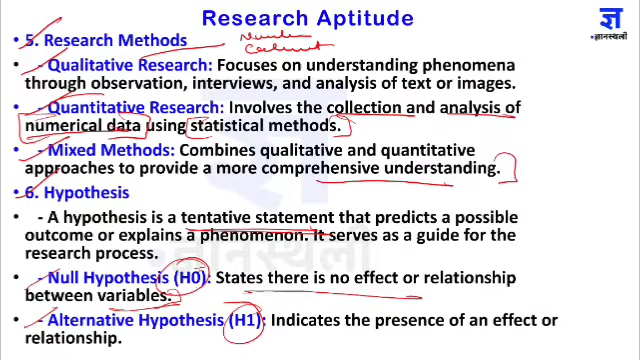 Research Aptitude
ज्ञ
ज्ञानस्थली
• 5. Research Methods
• - Qualitative Research: Focuses on understanding phenomena
through observation, interviews, and analysis of text or images.
• - Quantitative Research: Involves the collection and analysis of
numerical data using statistical methods.
• - Mixed Methods: Combines qualitative and quantitative
approaches to provide a more comprehensive understanding.
• 6. Hypothesis
• - A hypothesis is a tentative statement that predicts a possible
outcome or explains a phenomenon. It serves as a guide for the
research process.
• - Null Hypothesis (H0): States there is no effect or relationship
between variables.
• - Alternative Hypothesis (H1): Indicates the presence of an effect or
relationship.